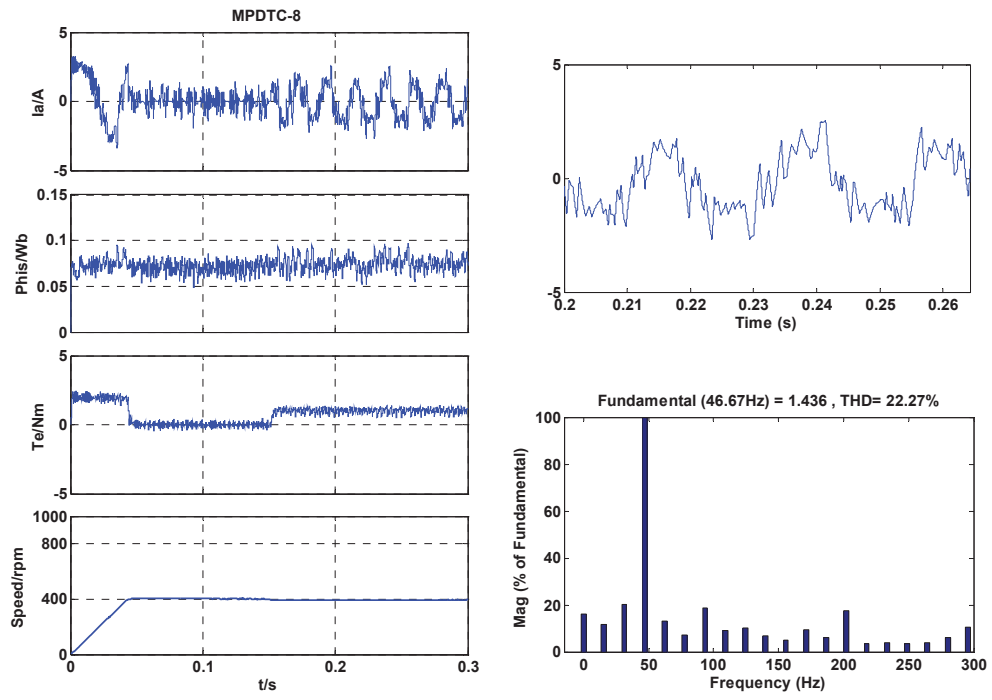 MPDTC-8
5
0
-5
Ia/A
0.15
0.1
0.05
0
Phis/Wb
5
0
-5
Te/Nm
1000
800
400
0
Speed/rpm
0 0.1 0.2 0.3
t/s
5
0
-5
0.2 0.21 0.22 0.23 0.24 0.25 0.26
Time (s)
Fundamental (46.67Hz) = 1.436 , THD= 22.27%
100
80
60
40
20
0
Mag (% of Fundamental)
0 50 100 150 200 250 300
Frequency (Hz)